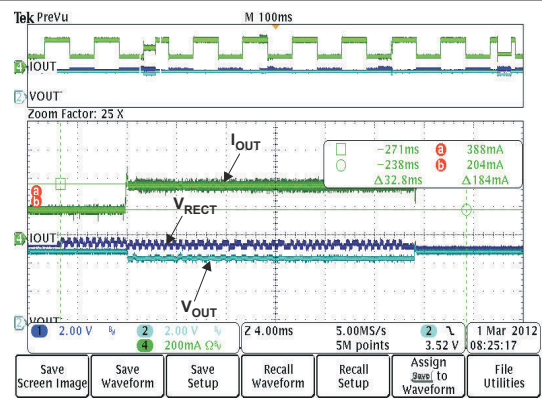 Tek PreVu M 100ms
4 IOUT
2 VOUT
Zoom Factor: 25 X
IOUT
-271ms a 388mA
-238ms b 204mA
Δ32.8ms Δ184mA
a
b
VRECT
4 IOUT
VOUT
2 VOUT
1 2.00 V BW 2 2.00 V Z 4.00ms 5.00MS/s 2 1 Mar 2012
4 200mA Ω 5M points 3.52 V 08:25:17
Save Screen Image
Save Waveform
Save Setup
Recall Waveform
Recall Setup
Assign Save to Waveform
File Utilities